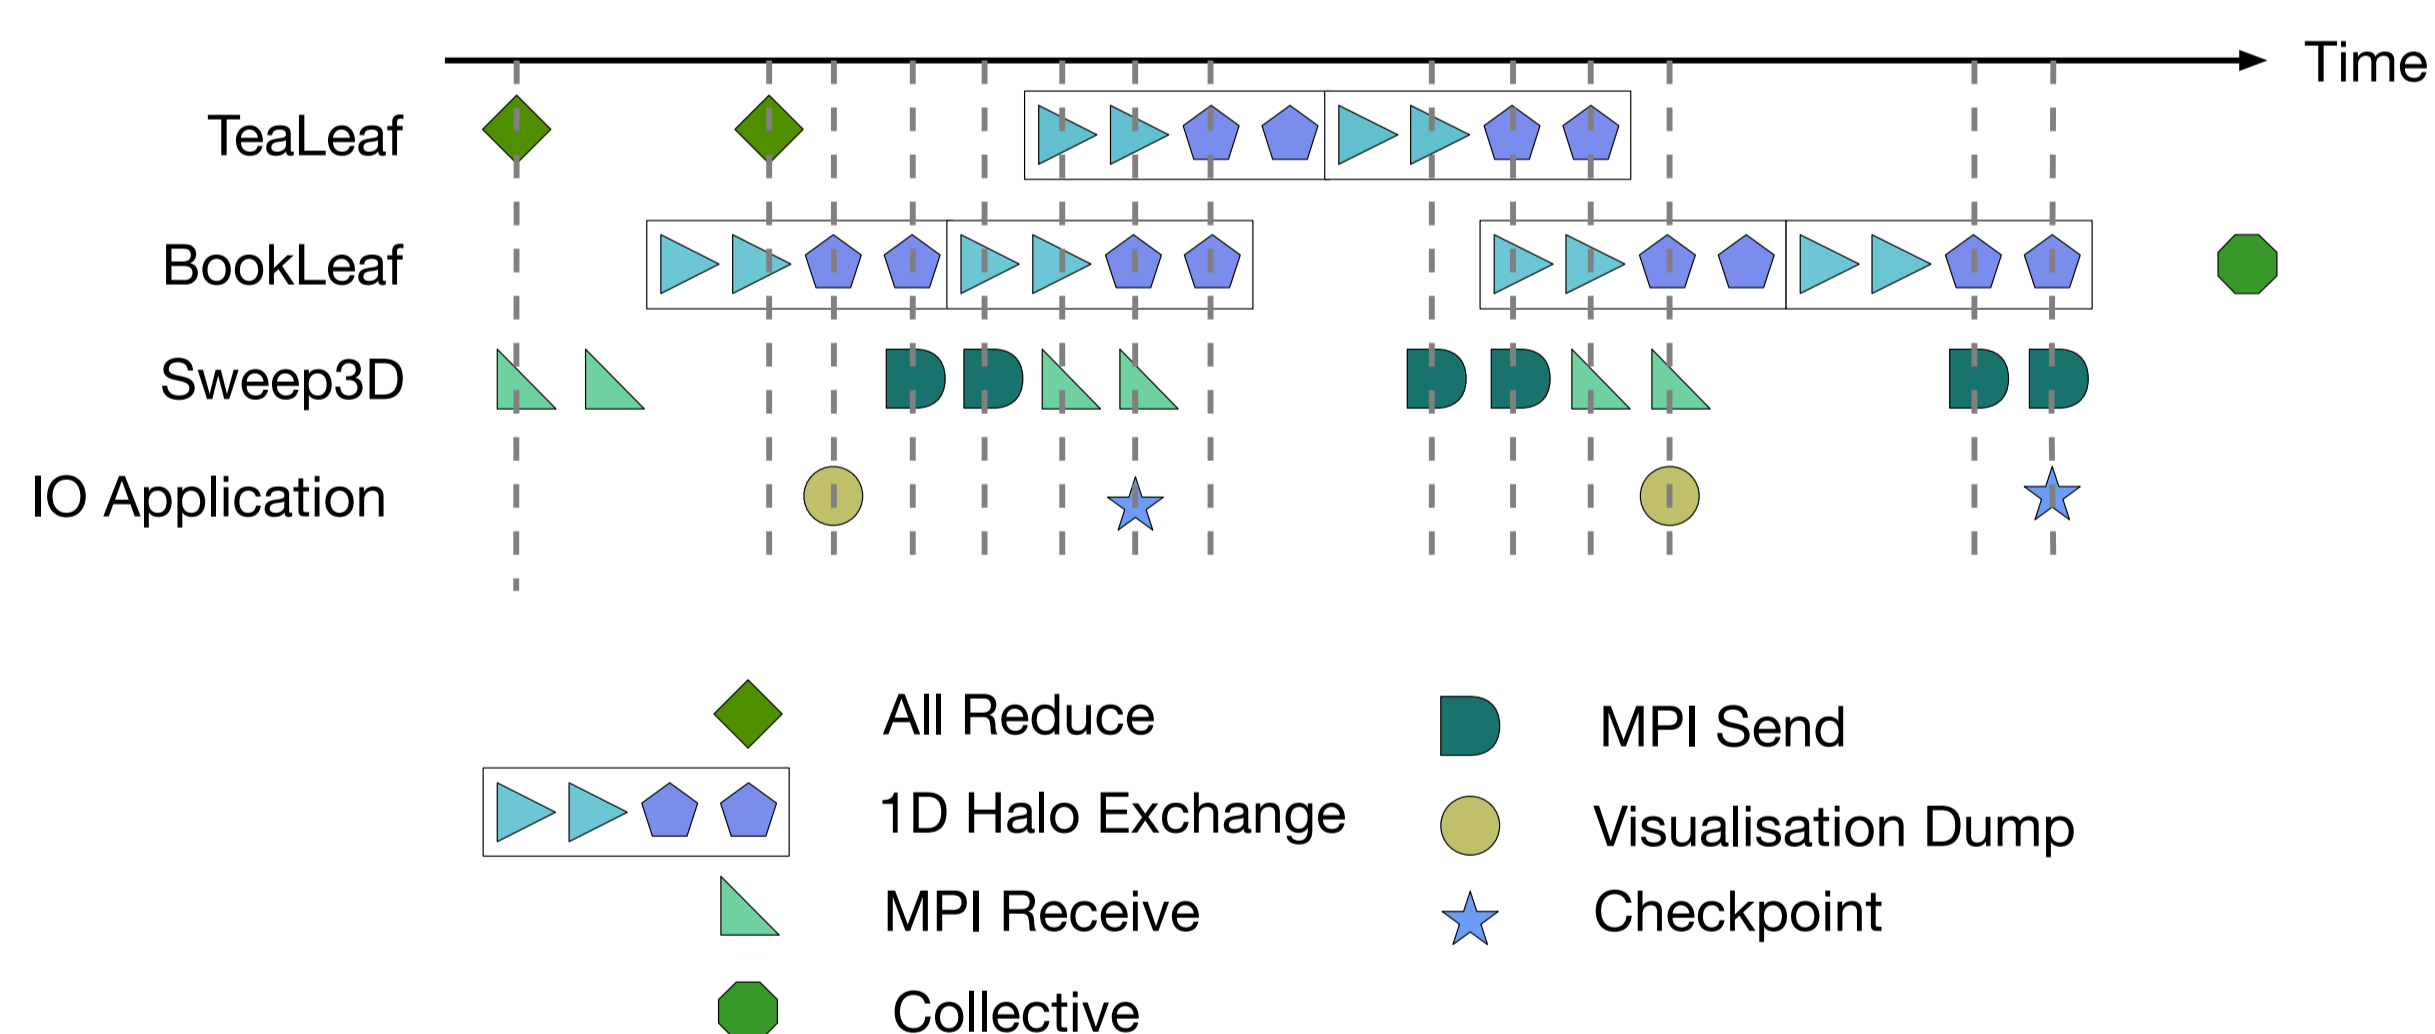 Time
TeaLeaf
BookLeaf
Sweep3D
IO Application
All Reduce
MPI Send
1D Halo Exchange
Visualisation Dump
MPI Receive
Checkpoint
Collective